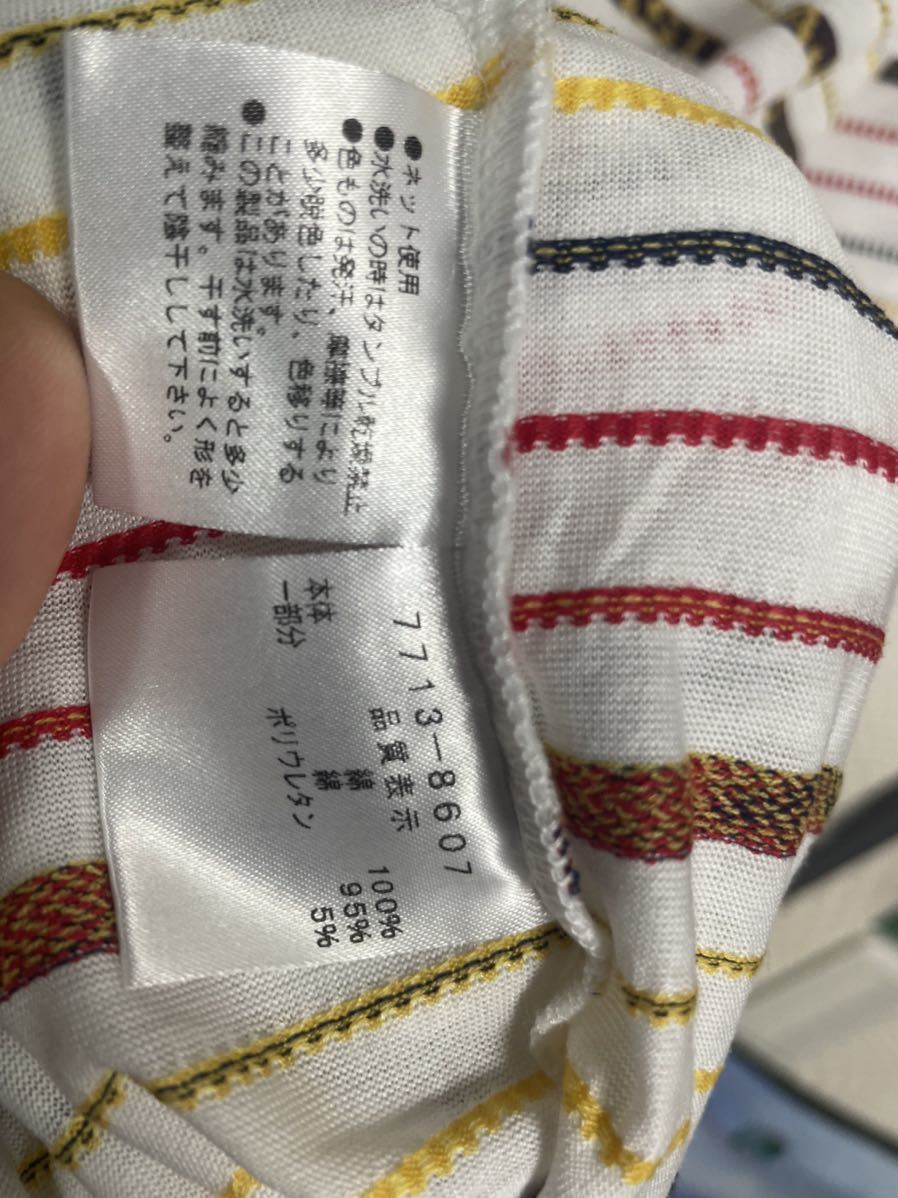 ●ネット使用
●水洗いの時はタンブル乾燥禁止
●色ものは発汗、摩擦等により
多少脱色したり、色移りする
ことがあります。
●この製品は水洗いすると多少
縮みます。干す前によく形を
整えて陰干しして下さい。
7713-8607
品質表示
本体 綿 100%
一部分 綿 95%
ポリウレタン 5%